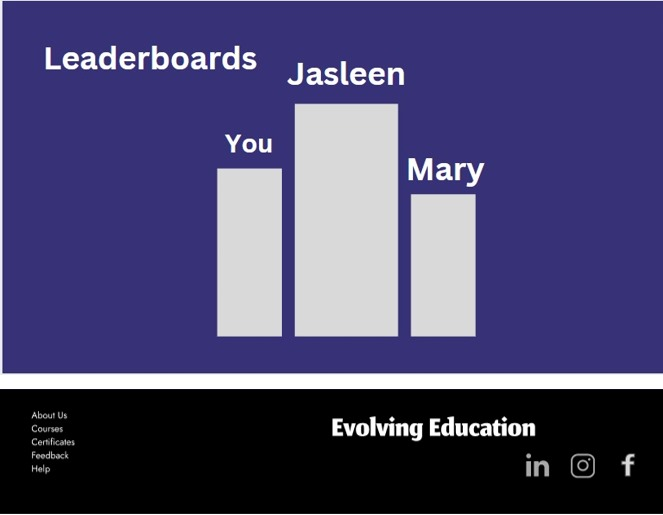 Leaderboards
Jasleen
You
Mary
About Us
Courses
Certificates
Feedback
Help
Evolving Education